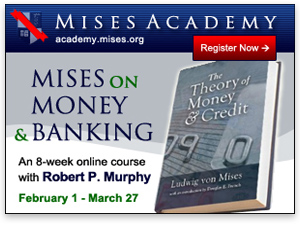 MISES ACADEMY
academy.mises.org
Register Now →
MISES ON
MONEY
& BANKING
An 8-week online course
with Robert P. Murphy
February 1 - March 27
The
Theory of
Money
& Credit
Ludwig von Mises